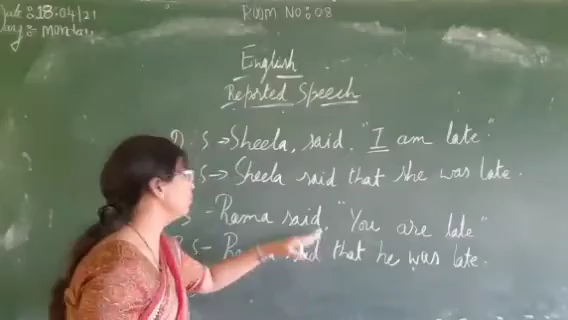 Date :- 18:04/21
Day :- Monday
ROOM No:08
English
Reported Speech
D.S → Sheela, said, "I am late"
S → Sheela said that she was late.
S - Rama said, "You are late"
R.S - said that he was late.